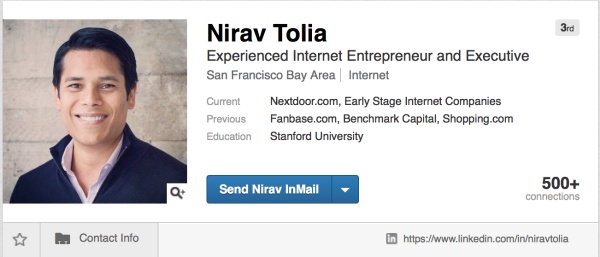 Nirav Tolia
3rd
Experienced Internet Entrepreneur and Executive
San Francisco Bay Area | Internet
Current Nextdoor.com, Early Stage Internet Companies
Previous Fanbase.com, Benchmark Capital, Shopping.com
Education Stanford University
Send Nirav InMail
500+
connections
Contact Info
in https://www.linkedin.com/in/niravtolia